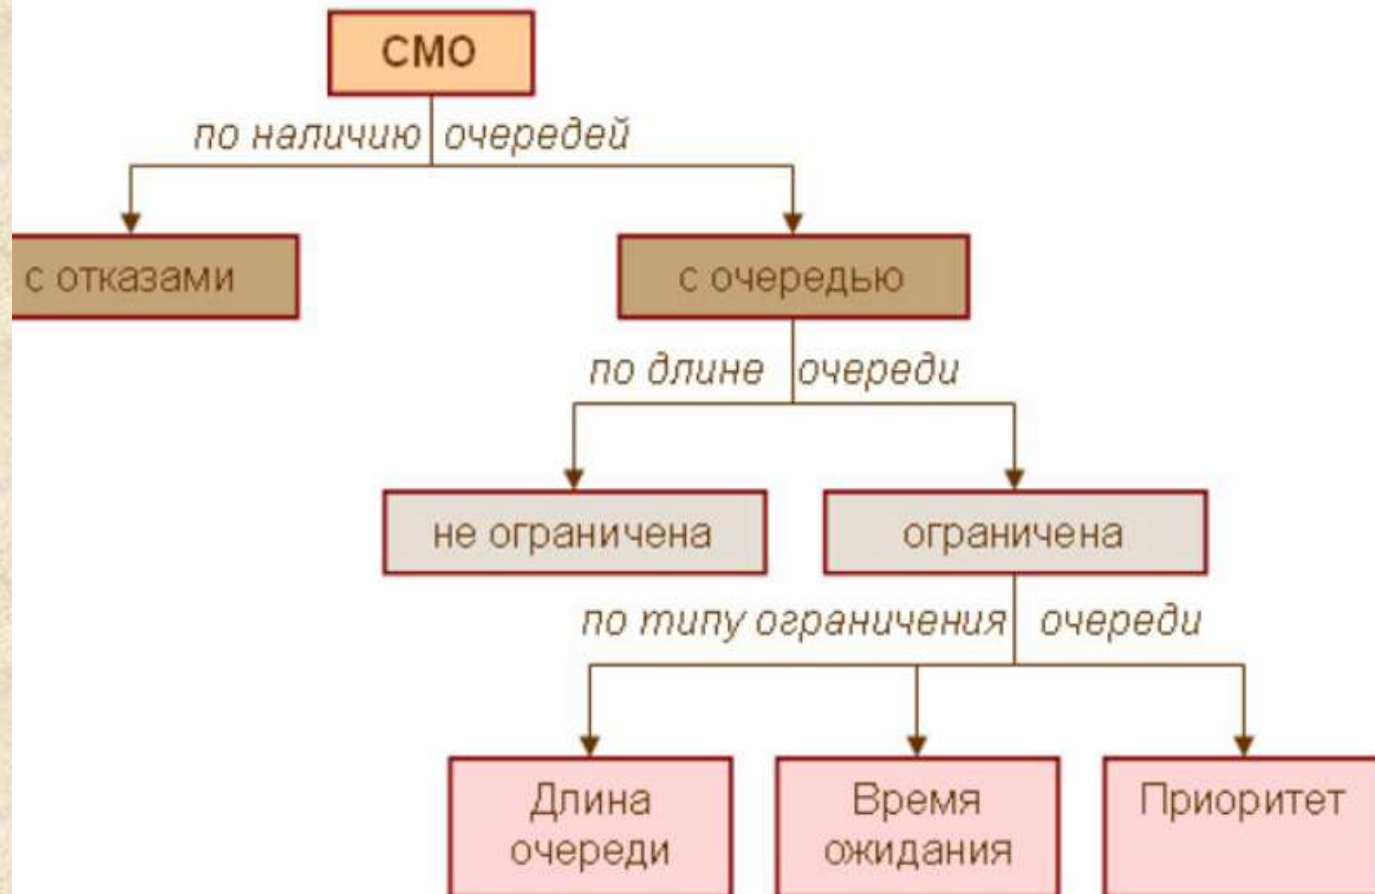 СМО
по наличию очередей
с отказами
с очередью
по длине очереди
не ограничена
ограничена
по типу ограничения очереди
Длина
очереди
Время
ожидания
Приоритет